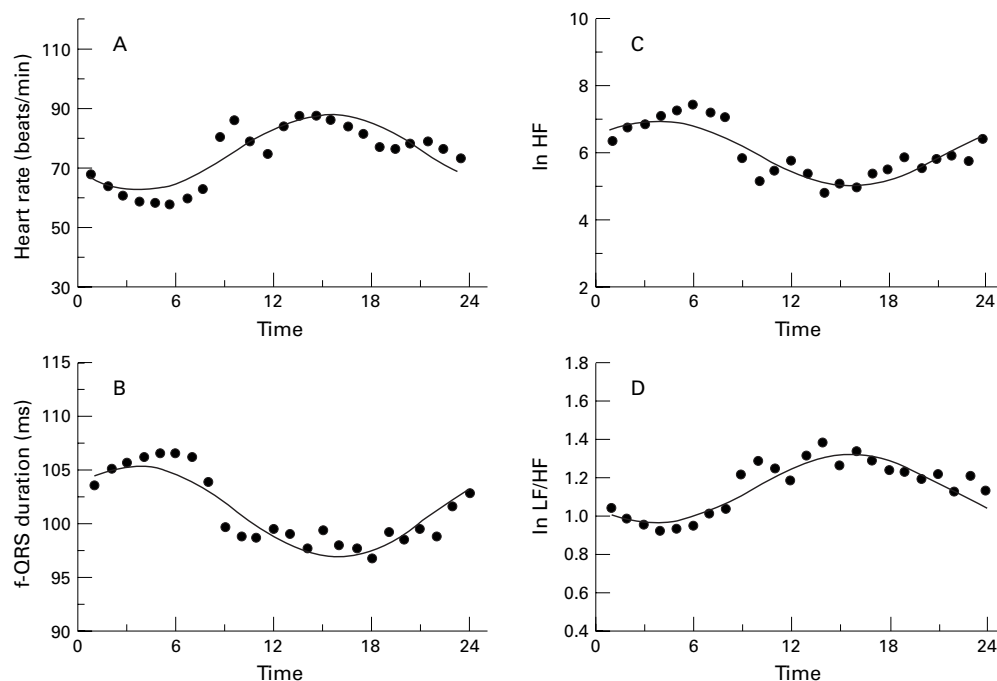 A
Heart rate (beats/min)
110
90
70
50
30
0 6 12 18 24
Time
B
f-QRS duration (ms)
115
110
105
100
95
90
0 6 12 18 24
Time
C
ln HF
10
8
6
4
2
0 6 12 18 24
Time
D
ln LF/HF
1.8
1.6
1.4
1.2
1.0
0.8
0.6
0.4
0 6 12 18 24
Time